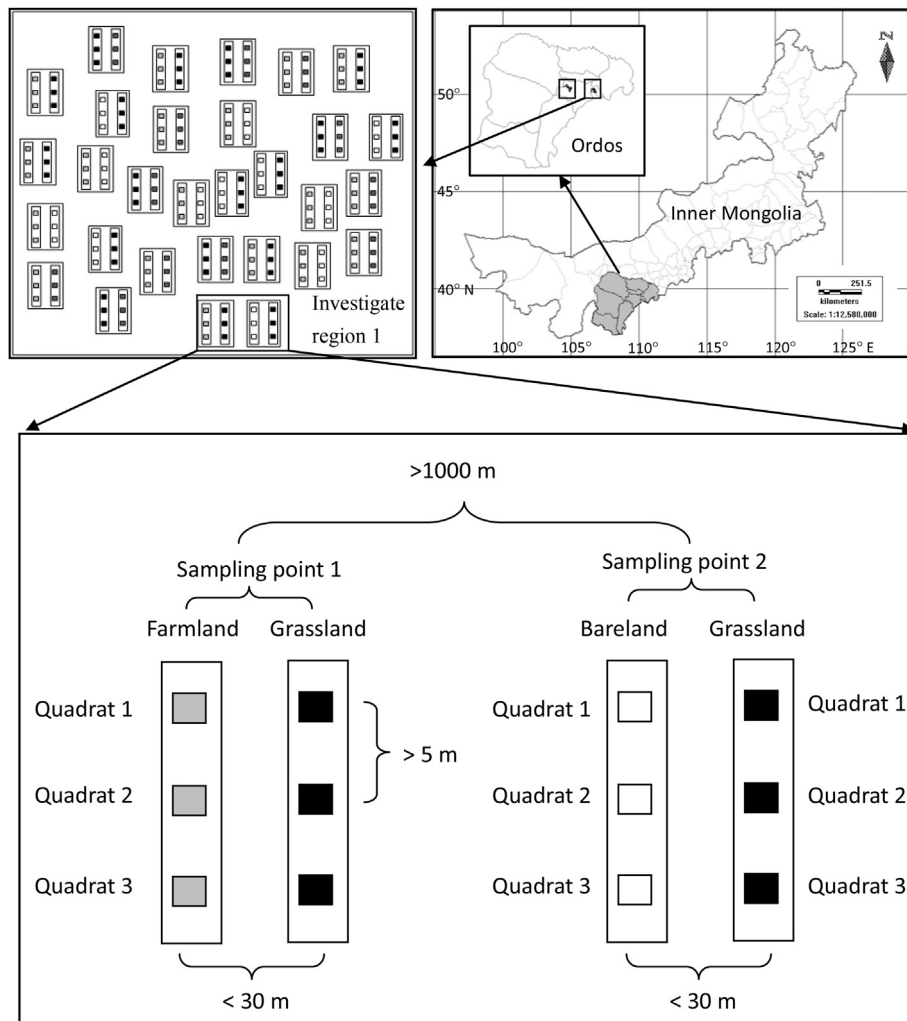 Investigate
region 1
Ordos
Inner Mongolia
N
50°
45°
40° N
100° 105° 110° 115° 120° 125° E
0 251.5
kilometers
Scale: 1:12,580,000
>1000 m
Sampling point 1
Sampling point 2
Farmland Grassland
Bareland Grassland
Quadrat 1
Quadrat 1
Quadrat 1
> 5 m
Quadrat 2
Quadrat 2
Quadrat 2
Quadrat 3
Quadrat 3
Quadrat 3
< 30 m
< 30 m